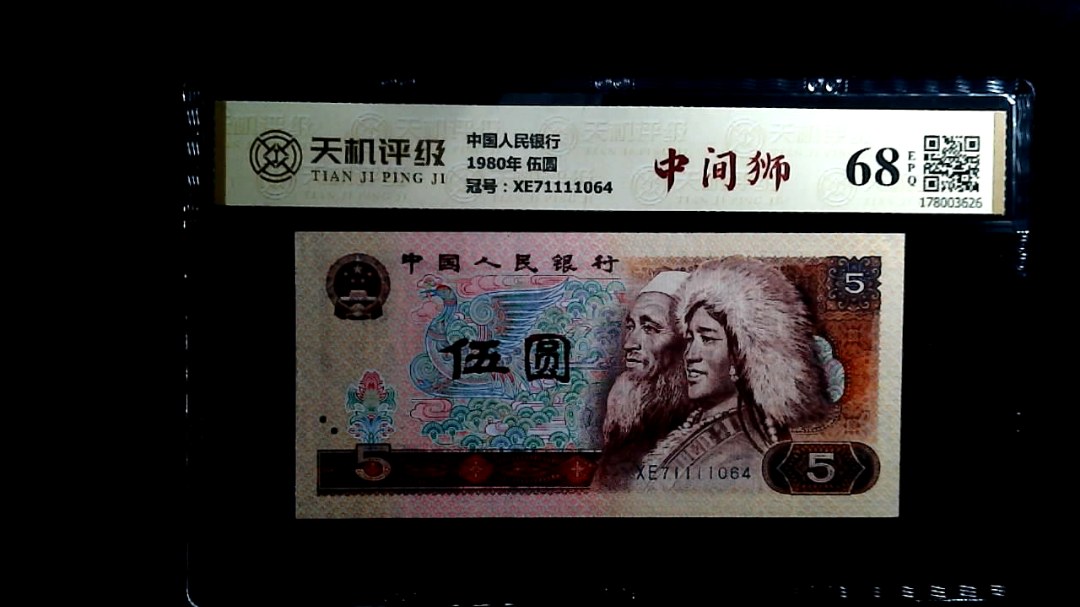 天机评级
TIAN JI PING JI
中国人民银行
1980年 伍圆
冠号：XE71111064
中间狮
68
EPQ
178003626
中国人民银行
5
伍圆
5
XE71111064
5